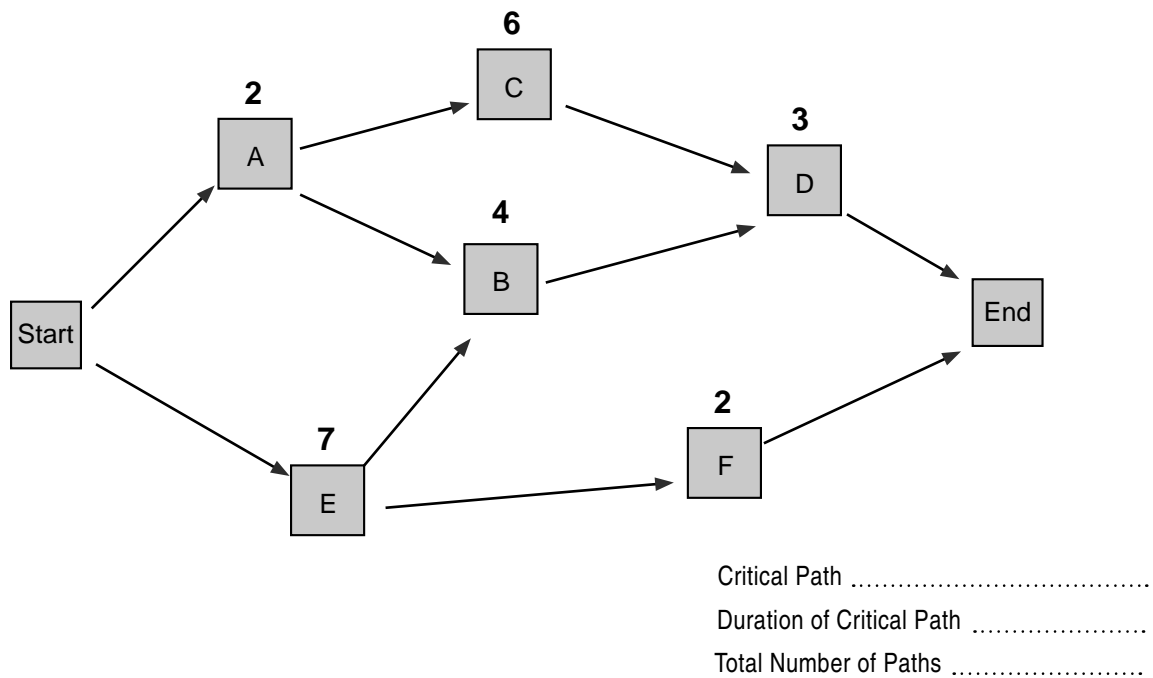 6
C
2
A
3
D
4
B
Start
End
7
E
2
F
Critical Path ........................................
Duration of Critical Path ........................
Total Number of Paths ..........................